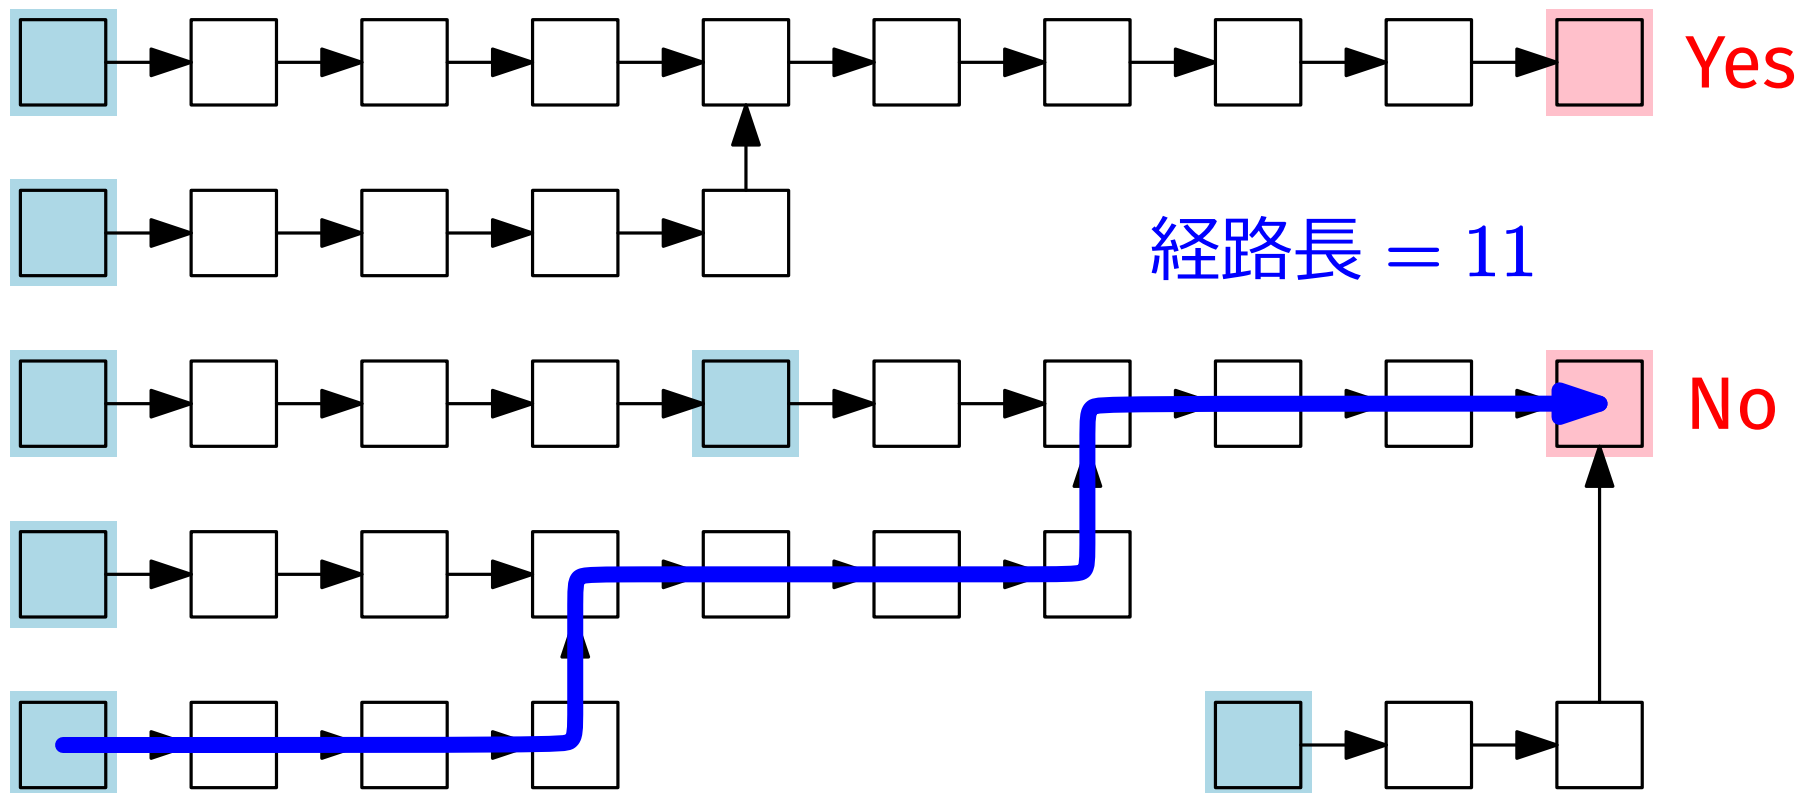 Yes
経路長 = 11
No